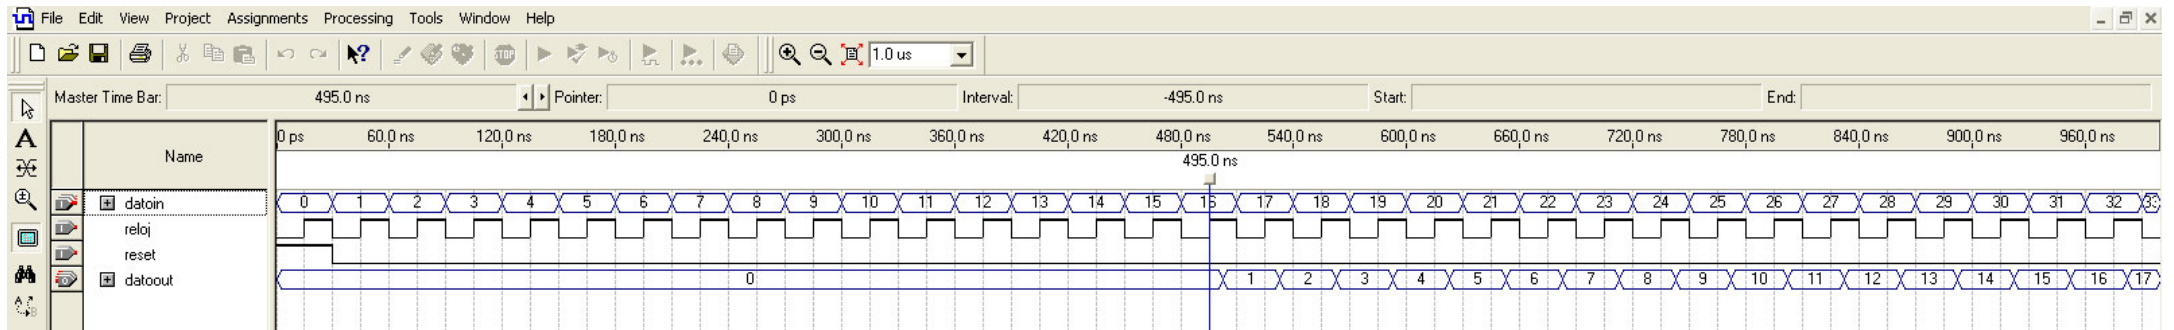 File Edit View Project Assignments Processing Tools Window Help
1.0 us
Master Time Bar: 495.0 ns Pointer: 0 ps Interval: -495.0 ns Start: End:
Name 0 ps 60.0 ns 120.0 ns 180.0 ns 240.0 ns 300.0 ns 360.0 ns 420.0 ns 480.0 ns 540.0 ns 600.0 ns 660.0 ns 720.0 ns 780.0 ns 840.0 ns 900.0 ns 960.0 ns
495.0 ns
datoin 0 1 2 3 4 5 6 7 8 9 10 11 12 13 14 15 16 17 18 19 20 21 22 23 24 25 26 27 28 29 30 31 32 33
reloj
reset
datoout 0 1 2 3 4 5 6 7 8 9 10 11 12 13 14 15 16 17